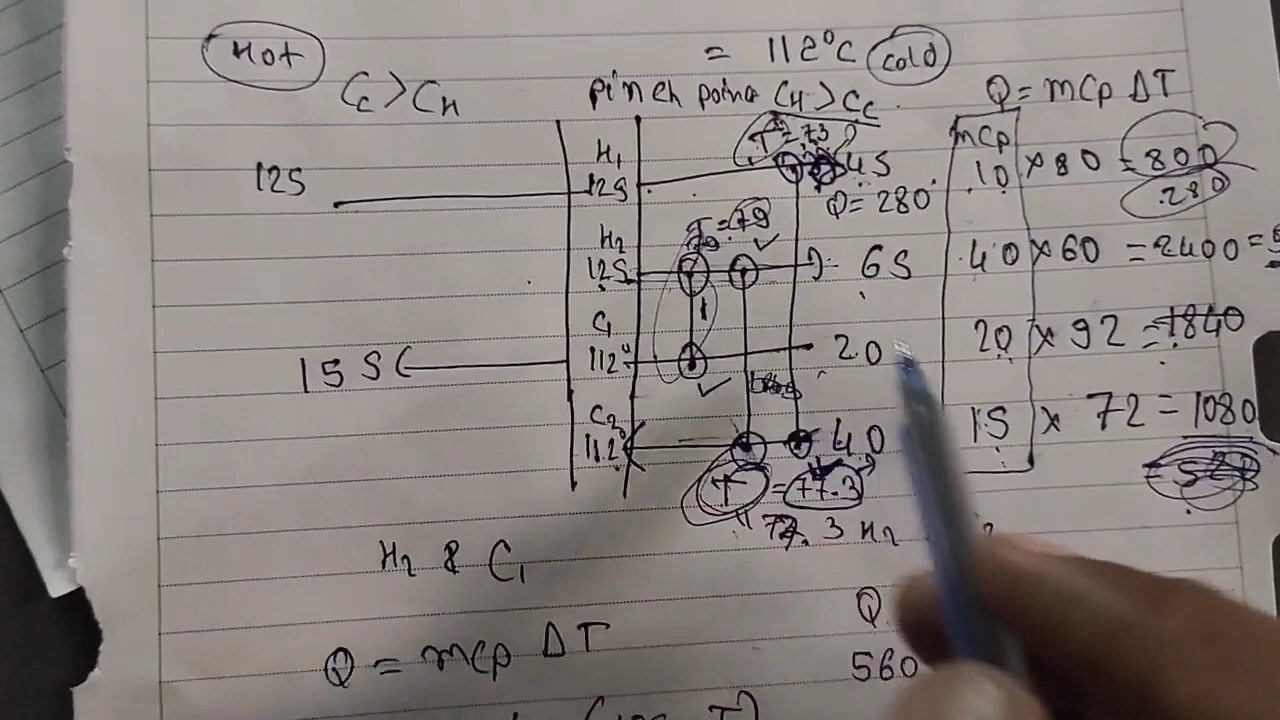 Hot
= 112°C cold
Cc > CH
pinch point CH > Cc
Q = mCp ΔT
mCp
T = 73
H1
125
125
45
10 × 80 = 800
280
Q = 280
T = 79
H2
125
65
40 × 60 = 2400 =
C1
155
112°
20
20 × 92 = 1840
C2
112°
40
15 × 72 = 1080
T = 77.3
77.3 H2
H2 & C1
Q
Q = mCp ΔT
560